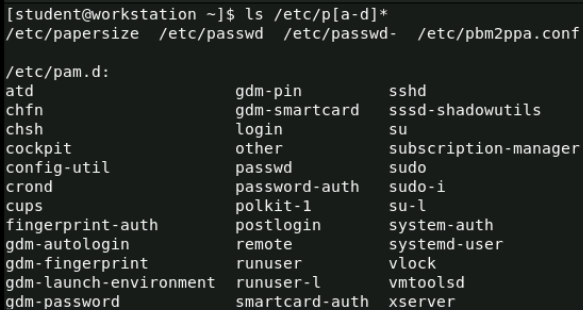 [student@workstation ~]$ ls /etc/p[a-d]*
/etc/papersize  /etc/passwd  /etc/passwd-  /etc/pbm2ppa.conf
/etc/pam.d:
atd                     gdm-pin         sshd
chfn                    gdm-smartcard   sssd-shadowutils
chsh                    login           su
cockpit                 other           subscription-manager
config-util             passwd          sudo
crond                   password-auth   sudo-i
cups                    polkit-1        su-l
fingerprint-auth        postlogin       system-auth
gdm-autologin           remote          systemd-user
gdm-fingerprint         runuser         vlock
gdm-launch-environment  runuser-l       vmtoolsd
gdm-password            smartcard-auth  xserver